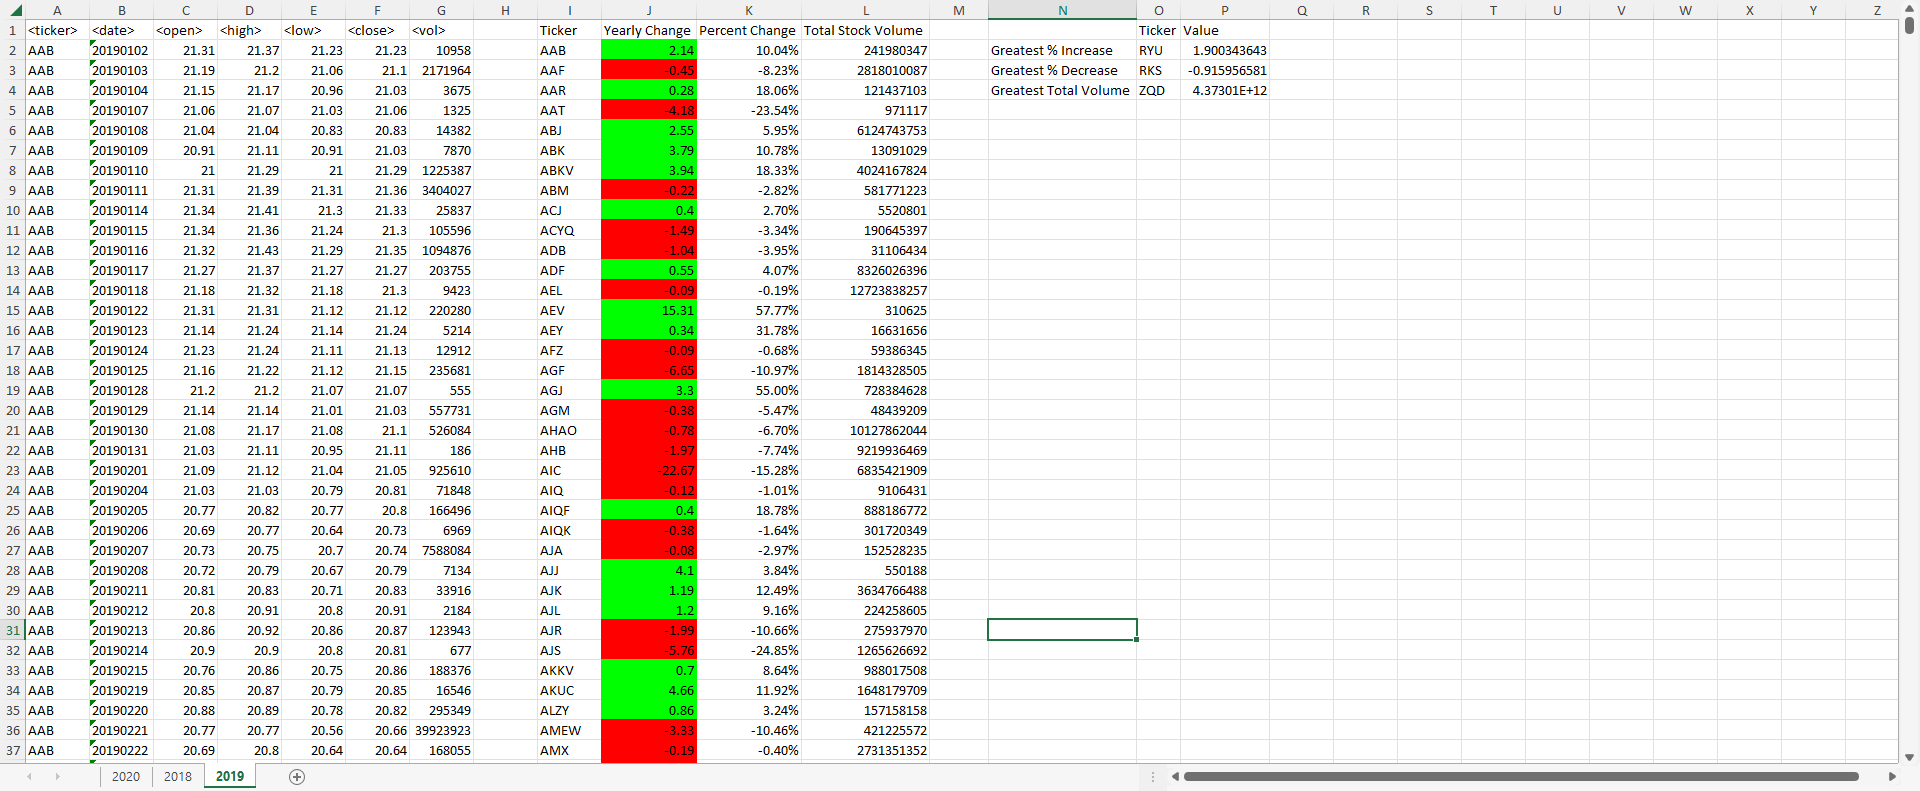 A B C D E F G H I J K L M N O P Q R S T U V W X Y Z
1 <ticker> <date> <open> <high> <low> <close> <vol> Ticker Yearly Change Percent Change Total Stock Volume Ticker Value
2 AAB 20190102 21.31 21.37 21.23 21.23 10958 AAB 2.14 10.04% 241980347 Greatest % Increase RYU 1.900343643
3 AAB 20190103 21.19 21.2 21.06 21.1 2171964 AAF -0.45 -8.23% 2818010087 Greatest % Decrease RKS -0.915956581
4 AAB 20190104 21.15 21.17 20.96 21.03 3675 AAR 0.28 18.06% 121437103 Greatest Total Volume ZQD 4.37301E+12
5 AAB 20190107 21.06 21.07 21.03 21.06 1325 AAT -4.18 -23.54% 971117
6 AAB 20190108 21.04 21.04 20.83 20.83 14382 ABJ 2.55 5.95% 6124743753
7 AAB 20190109 20.91 21.11 20.91 21.03 7870 ABK 3.79 10.78% 13091029
8 AAB 20190110 21 21.29 21 21.29 1225387 ABKV 3.94 18.33% 4024167824
9 AAB 20190111 21.31 21.39 21.31 21.36 3404027 ABM -0.22 -2.82% 581771223
10 AAB 20190114 21.34 21.41 21.3 21.33 25837 ACJ 0.4 2.70% 5520801
11 AAB 20190115 21.34 21.36 21.24 21.3 105596 ACYQ -1.49 -3.34% 190645397
12 AAB 20190116 21.32 21.43 21.29 21.35 1094876 ADB -1.04 -3.95% 31106434
13 AAB 20190117 21.27 21.37 21.27 21.27 203755 ADF 0.55 4.07% 8326026396
14 AAB 20190118 21.18 21.32 21.18 21.3 9423 AEL -0.09 -0.19% 12723838257
15 AAB 20190122 21.31 21.31 21.12 21.12 220280 AEV 15.31 57.77% 310625
16 AAB 20190123 21.14 21.24 21.14 21.24 5214 AEY 0.34 31.78% 16631656
17 AAB 20190124 21.23 21.24 21.11 21.13 12912 AFZ -0.09 -0.68% 59386345
18 AAB 20190125 21.16 21.22 21.12 21.15 235681 AGF -6.65 -10.97% 1814328505
19 AAB 20190128 21.2 21.2 21.07 21.07 555 AGJ 3.3 55.00% 728384628
20 AAB 20190129 21.14 21.14 21.01 21.03 557731 AGM -0.38 -5.47% 48439209
21 AAB 20190130 21.08 21.17 21.08 21.1 526084 AHAO -0.78 -6.70% 10127862044
22 AAB 20190131 21.03 21.11 20.95 21.11 186 AHB -1.97 -7.74% 9219936469
23 AAB 20190201 21.09 21.12 21.04 21.05 925610 AIC -22.67 -15.28% 6835421909
24 AAB 20190204 21.03 21.03 20.79 20.81 71848 AIQ -0.12 -1.01% 9106431
25 AAB 20190205 20.77 20.82 20.77 20.8 166496 AIQF 0.4 18.78% 888186772
26 AAB 20190206 20.69 20.77 20.64 20.73 6969 AIQK -0.38 -1.64% 301720349
27 AAB 20190207 20.73 20.75 20.7 20.74 7588084 AJA -0.08 -2.97% 152528235
28 AAB 20190208 20.72 20.79 20.67 20.79 7134 AJJ 4.1 3.84% 550188
29 AAB 20190211 20.81 20.83 20.71 20.83 33916 AJK 1.19 12.49% 3634766488
30 AAB 20190212 20.8 20.91 20.8 20.91 2184 AJL 1.2 9.16% 224258605
31 AAB 20190213 20.86 20.92 20.86 20.87 123943 AJR -1.99 -10.66% 275937970
32 AAB 20190214 20.9 20.9 20.8 20.81 677 AJS -5.76 -24.85% 1265626692
33 AAB 20190215 20.76 20.86 20.75 20.86 188376 AKKV 0.7 8.64% 988017508
34 AAB 20190219 20.85 20.87 20.79 20.85 16546 AKUC 4.66 11.92% 1648179709
35 AAB 20190220 20.88 20.89 20.78 20.82 295349 ALZY 0.86 3.24% 157158158
36 AAB 20190221 20.77 20.77 20.56 20.66 39923923 AMEW -3.33 -10.46% 421225572
37 AAB 20190222 20.69 20.8 20.64 20.64 168055 AMX -0.19 -0.40% 2731351352
2020 2018 2019